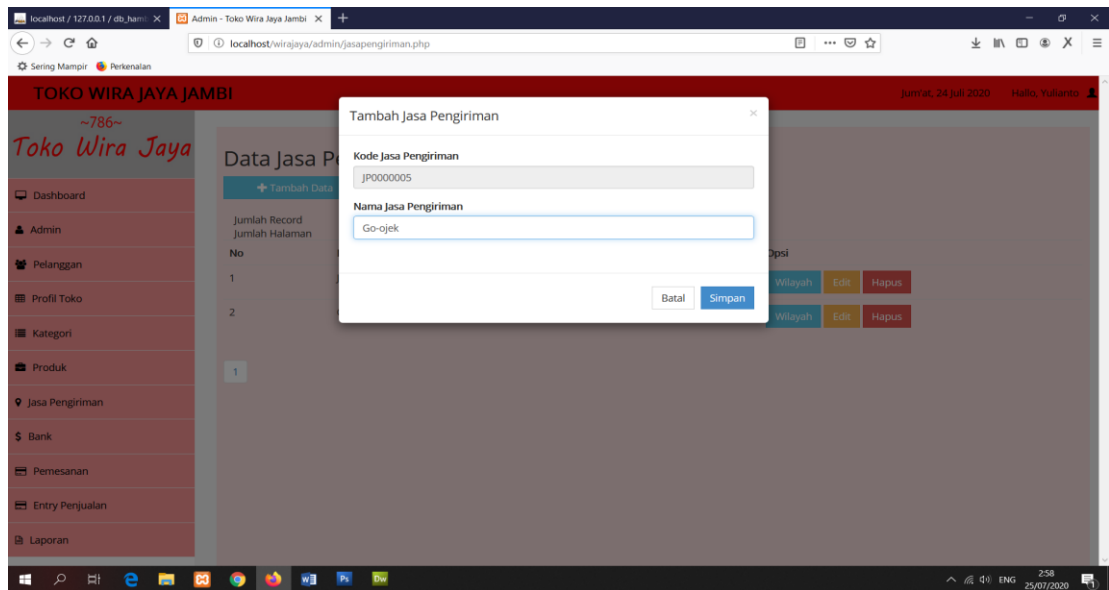 localhost / 127.0.0.1 / db_ham
Admin - Toko Wira Jaya Jambi
localhost/wirajaya/admin/jasapengiriman.php
Sering Mampir
Perkenalan
TOKO WIRA JAYA JAMBI
Jum'at, 24 Juli 2020
Hallo, Yulianto
~786~
Toko Wira Jaya
Dashboard
Admin
Pelanggan
Profil Toko
Kategori
Produk
Jasa Pengiriman
$ Bank
Pemesanan
Entry Penjualan
Laporan
Data Jasa
Tambah Data
Jumlah Record
Jumlah Halaman
No
Opsi
1
Wilayah Edit Hapus
2
Wilayah Edit Hapus
1
Tambah Jasa Pengiriman
×
Kode Jasa Pengiriman
JP0000005
Nama Jasa Pengiriman
Go-ojek
Batal Simpan
ENG
2:58
25/07/2020